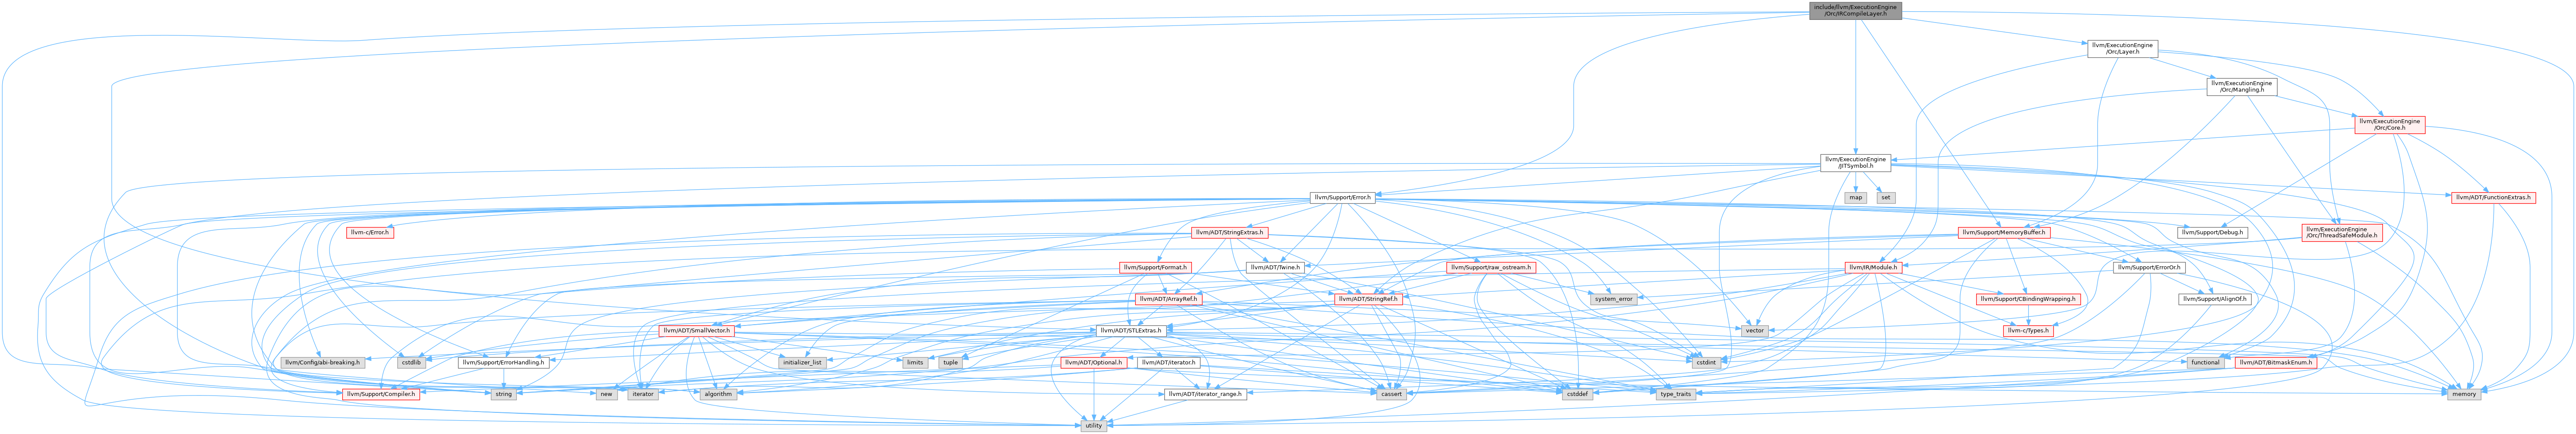 include/llvm/ExecutionEngine
/Orc/IRCompileLayer.h
llvm/ExecutionEngine
/Orc/Layer.h
llvm/ExecutionEngine
/Orc/Mangling.h
llvm/ExecutionEngine
/Orc/Core.h
llvm/ExecutionEngine
/JITSymbol.h
llvm/Support/Error.h
map
set
llvm/ADT/FunctionExtras.h
llvm-c/Error.h
llvm/ADT/StringExtras.h
llvm/Support/MemoryBuffer.h
llvm/Support/Debug.h
llvm/ExecutionEngine
/Orc/ThreadSafeModule.h
llvm/Support/Format.h
llvm/ADT/Twine.h
llvm/Support/raw_ostream.h
llvm/IR/Module.h
llvm/Support/ErrorOr.h
llvm/ADT/ArrayRef.h
llvm/ADT/StringRef.h
system_error
llvm/Support/CBindingWrapping.h
llvm/Support/AlignOf.h
llvm/ADT/SmallVector.h
llvm/ADT/STLExtras.h
vector
llvm-c/Types.h
llvm/Config/abi-breaking.h
cstdlib
llvm/Support/ErrorHandling.h
initializer_list
limits
tuple
llvm/ADT/Optional.h
llvm/ADT/iterator.h
cstdint
functional
llvm/ADT/BitmaskEnum.h
llvm/Support/Compiler.h
string
new
iterator
algorithm
llvm/ADT/iterator_range.h
cassert
cstddef
type_traits
memory
utility